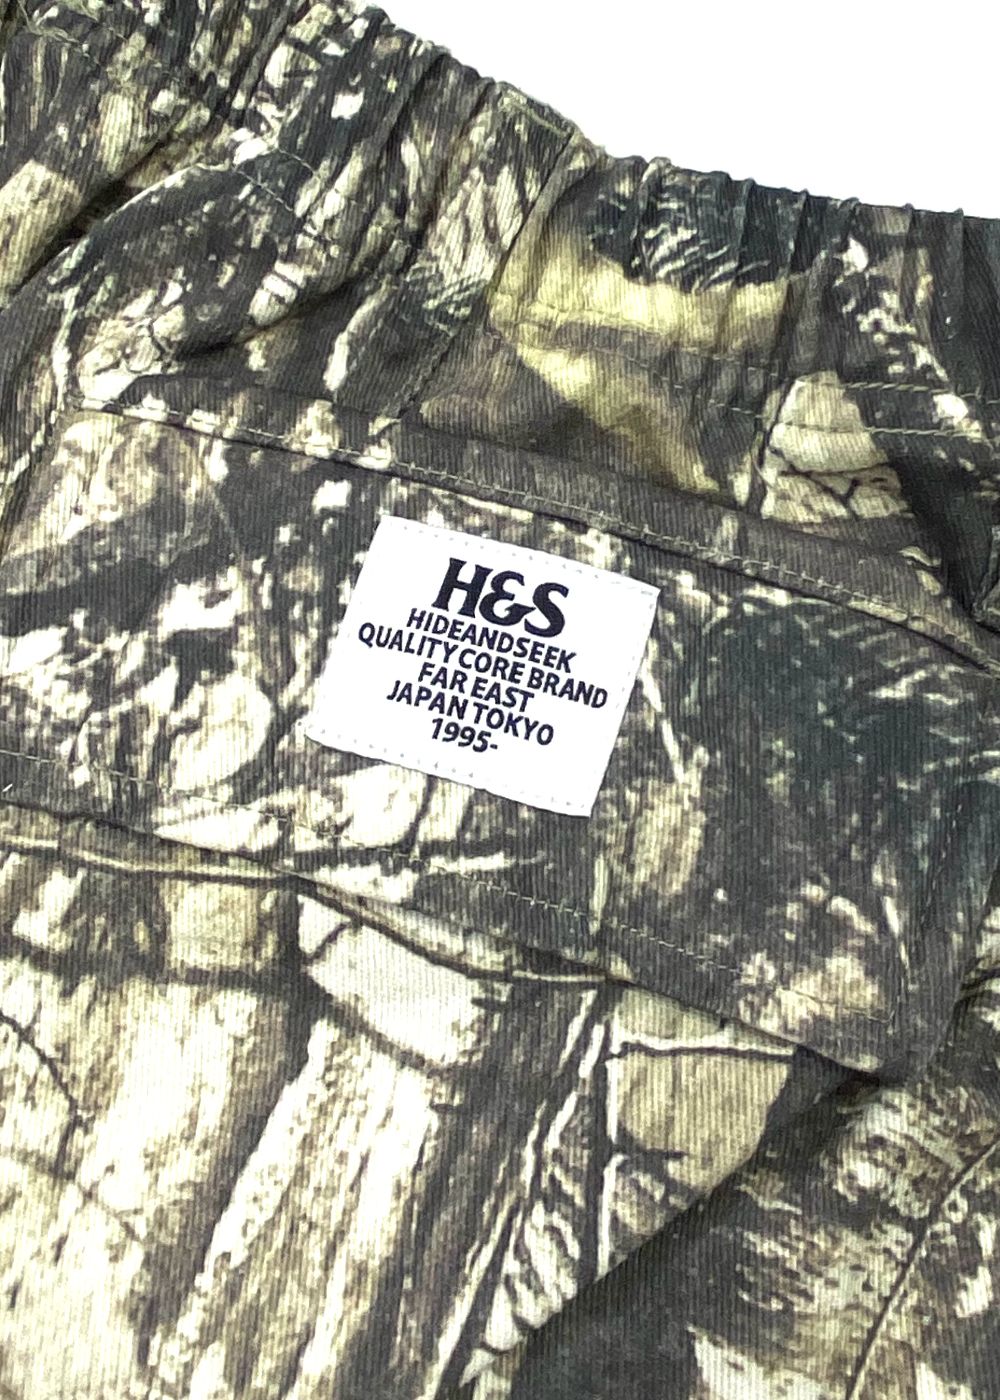 H&S
HIDEANDSEEK
QUALITY CORE BRAND
FAR EAST
JAPAN TOKYO
1995-